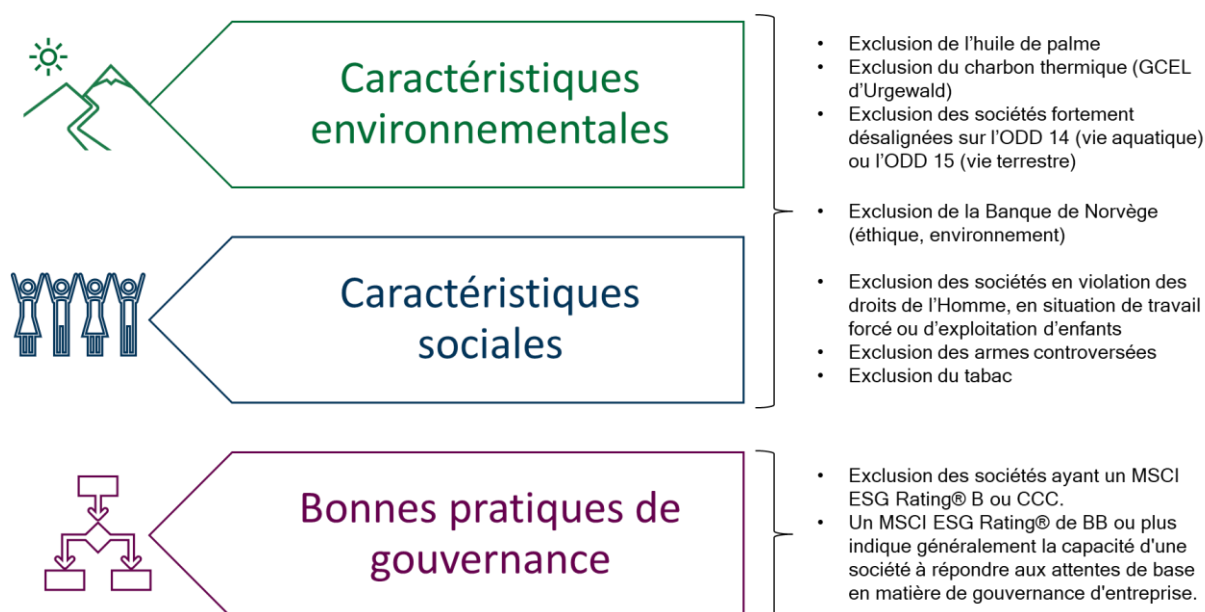 Caractéristiques
environnementales
• Exclusion de l’huile de palme
• Exclusion du charbon thermique (GCEL
d’Urgewald)
• Exclusion des sociétés fortement
désalignées sur l’ODD 14 (vie aquatique)
ou l’ODD 15 (vie terrestre)
• Exclusion de la Banque de Norvège
(éthique, environnement)
Caractéristiques
sociales
• Exclusion des sociétés en violation des
droits de l’Homme, en situation de travail
forcé ou d’exploitation d’enfants
• Exclusion des armes controversées
• Exclusion du tabac
Bonnes pratiques de
gouvernance
• Exclusion des sociétés ayant un MSCI
ESG Rating® B ou CCC.
• Un MSCI ESG Rating® de BB ou plus
indique généralement la capacité d'une
société à répondre aux attentes de base
en matière de gouvernance d'entreprise.